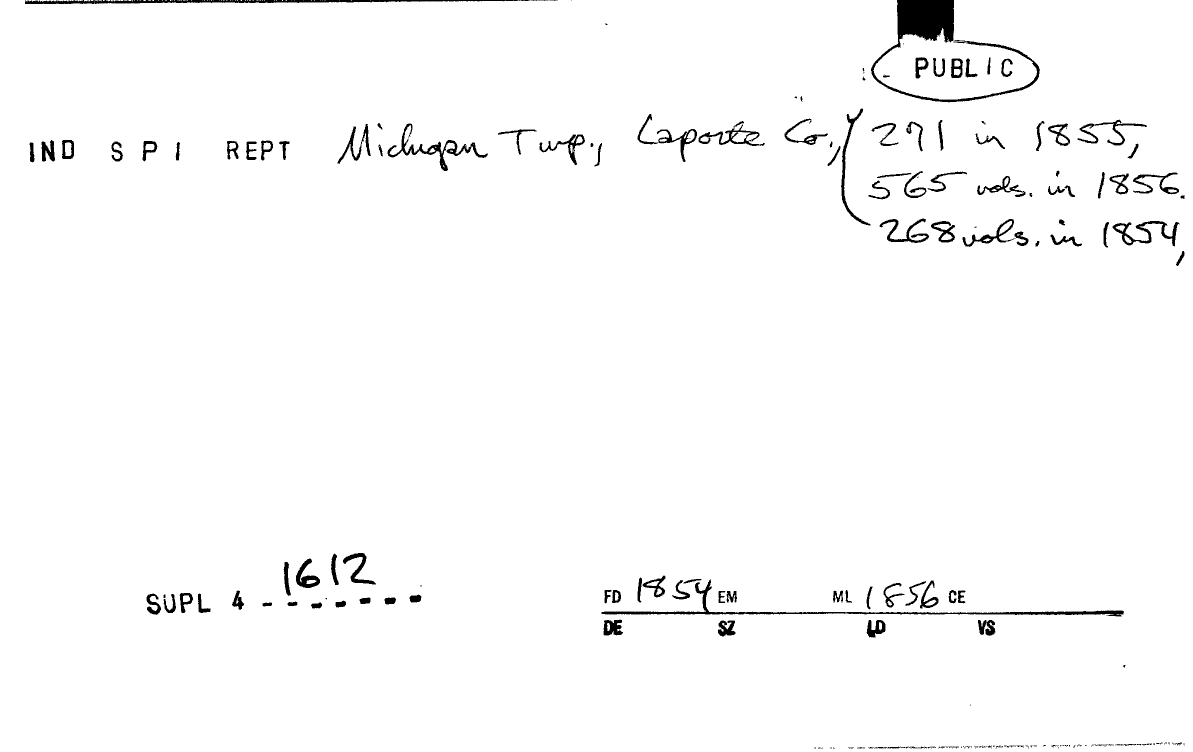 PUBLIC
IND S P I REPT Michigan Twp., Laporte Co., 271 in 1855,
565 vols. in 1856.
268 vols. in 1854,
1612
SUPL 4 - - - - - - -
FD 1854 EM ML 1856 CE
DE SZ LD VS